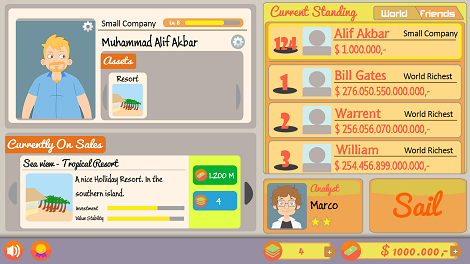 Small Company
Lv. 8
Muhammad Alif Akbar
Assets
Resort
Currently On Sales
Sea view - Tropical Resort
A nice Holliday Resort. In the
southern island.
Investment
Value Stability
1.200 M
4
Current Standing
World
Friends
124
Alif Akbar
Small Company
$ 1.000.000,-
1
Bill Gates
World Richest
$ 276.050.550.000.000,-
2
Warrent
World Richest
$ 256.056.070.000.000,-
3
William
World Richest
$ 254.456.899.000.000,-
Analyst
Marco
Sail
4
+
$ 1000.000,-
+